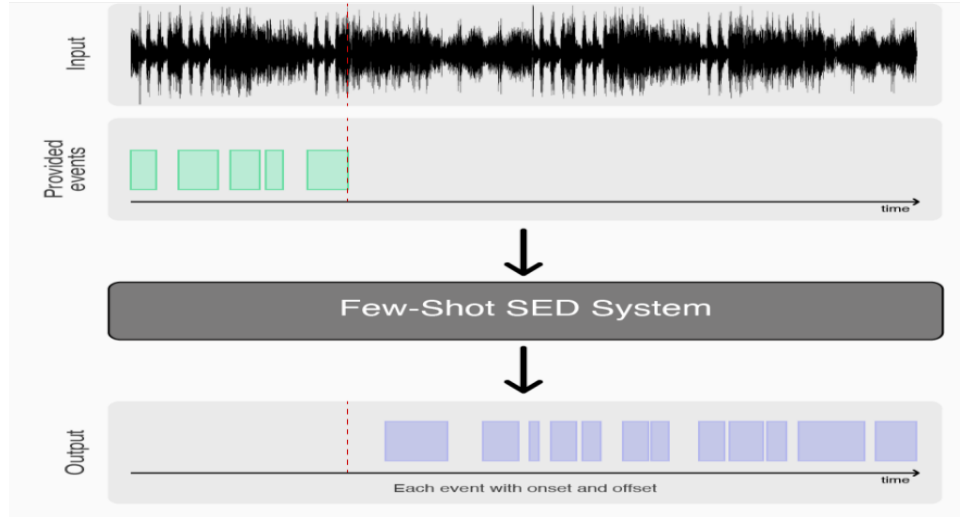 Input
Provided
events
time
Few-Shot SED System
Output
time
Each event with onset and offset